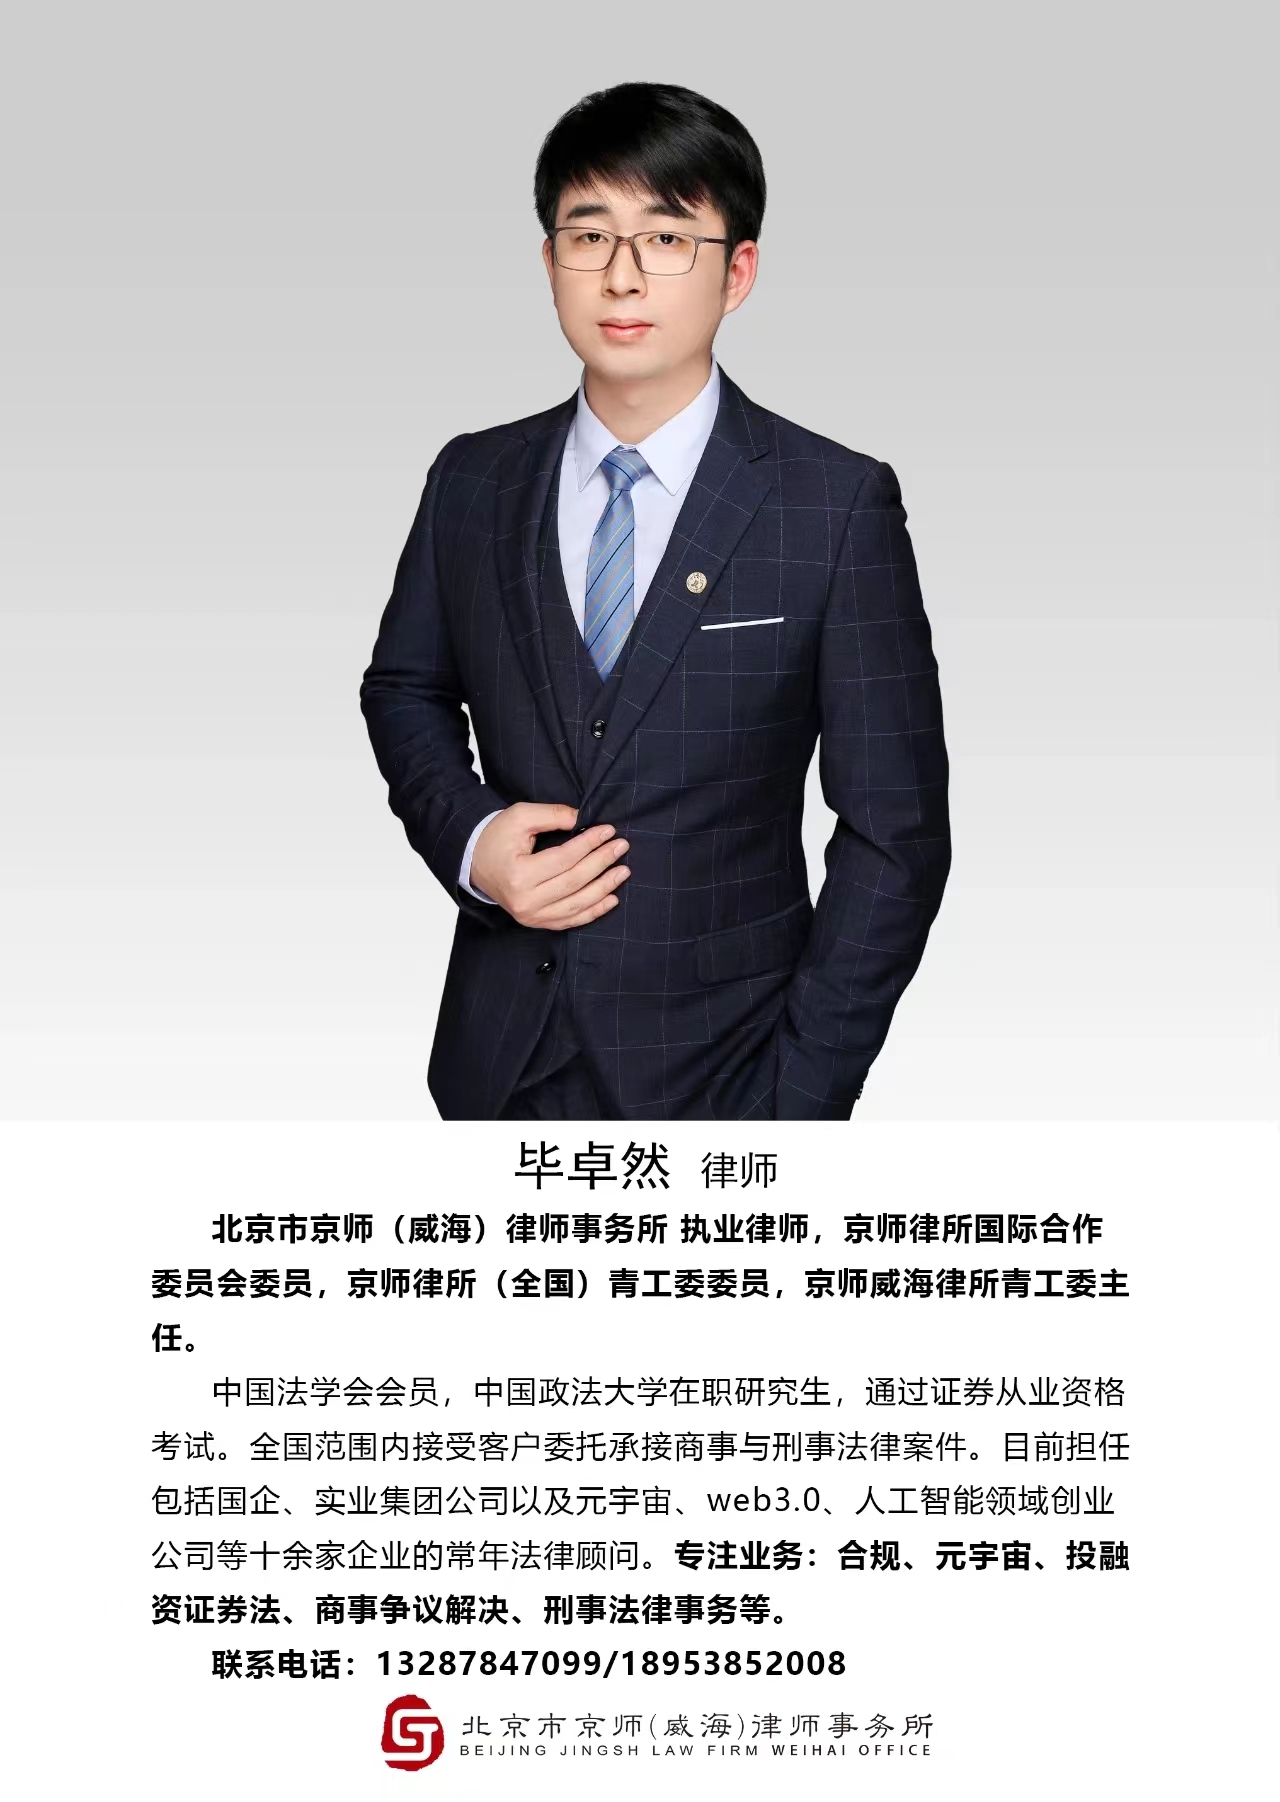 毕卓然 律师
北京市京师（威海）律师事务所 执业律师，京师律所国际合作
委员会委员，京师律所（全国）青工委委员，京师威海律所青工委主
任。
中国法学会会员，中国政法大学在职研究生，通过证券从业资格
考试。全国范围内接受客户委托承接商事与刑事法律案件。目前担任
包括国企、实业集团公司以及元宇宙、web3.0、人工智能领域创业
公司等十余家企业的常年法律顾问。专注业务：合规、元宇宙、投融
资证券法、商事争议解决、刑事法律事务等。
联系电话：13287847099/18953852008
北京市京师(威海)律师事务所
BEIJING JINGSH LAW FIRM WEIHAI OFFICE